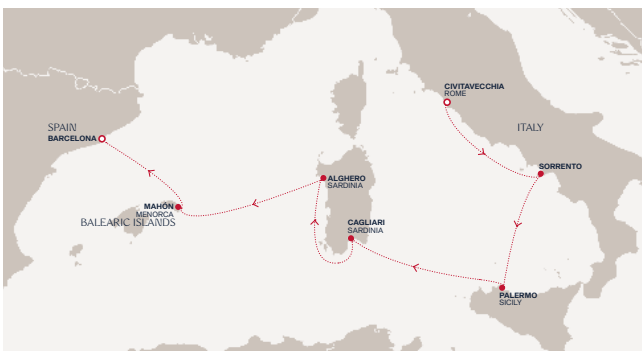 CIVITAVECCHIA
ROME
SPAIN
ITALY
BARCELONA
SORRENTO
ALGHERO
SARDINIA
MAHÓN
MENORCA
BALEARIC ISLANDS
CAGLIARI
SARDINIA
PALERMO
SICILY